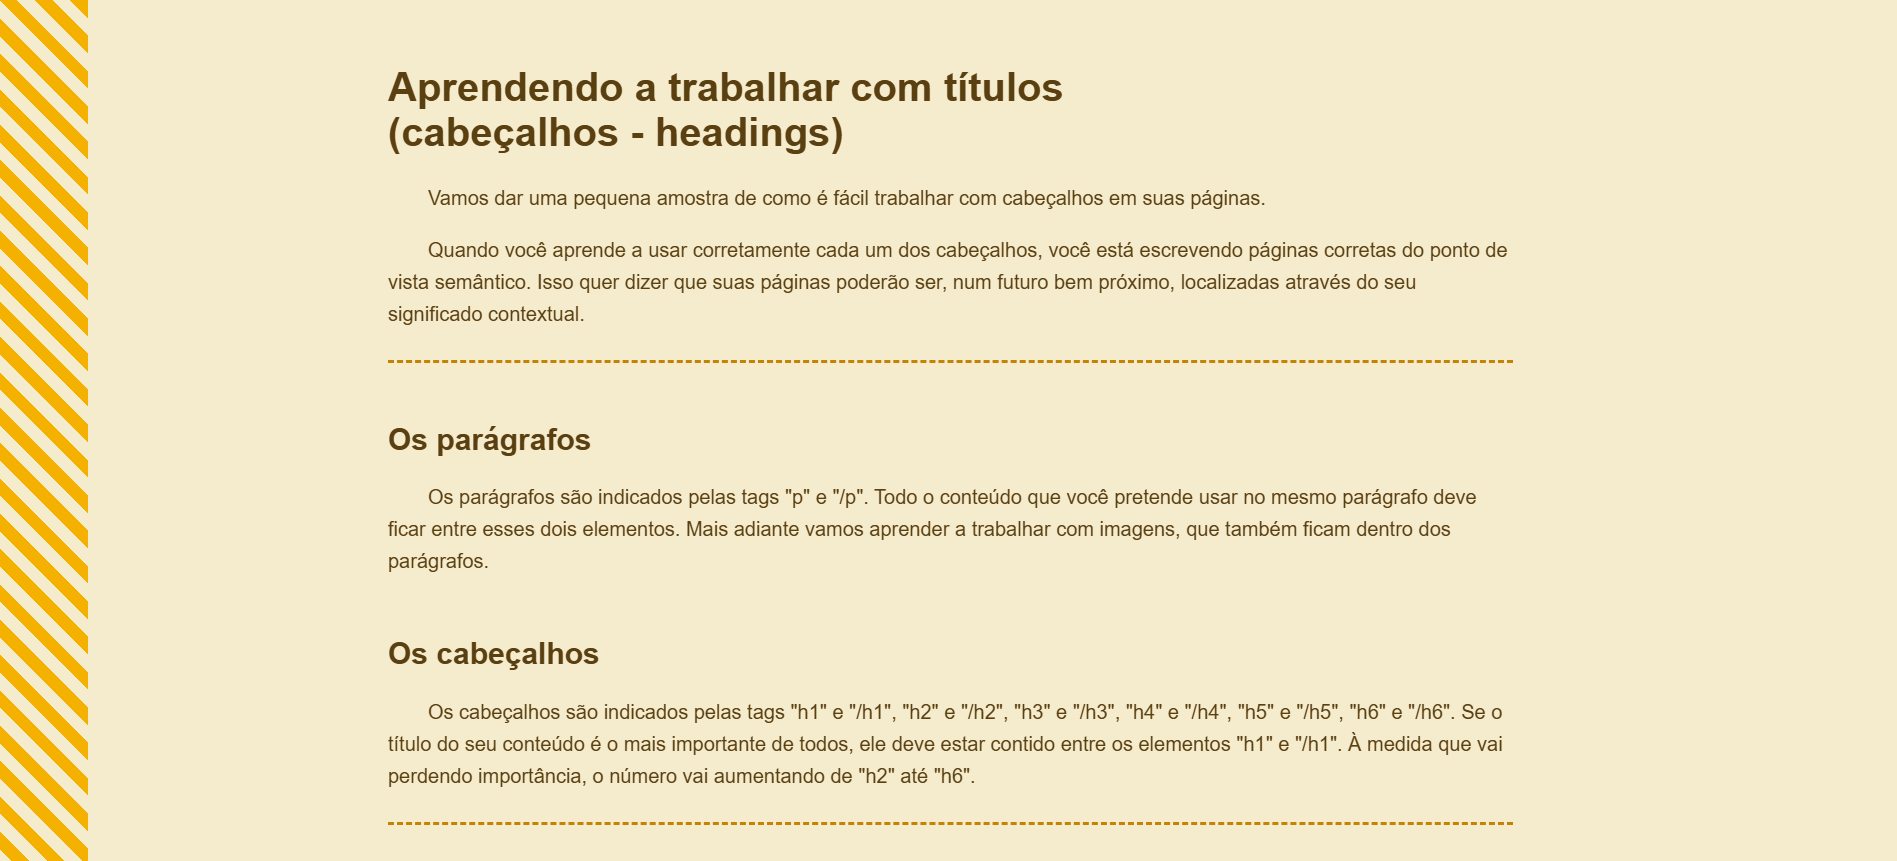 Aprendendo a trabalhar com títulos
(cabeçalhos - headings)
Vamos dar uma pequena amostra de como é fácil trabalhar com cabeçalhos em suas páginas.
Quando você aprende a usar corretamente cada um dos cabeçalhos, você está escrevendo páginas corretas do ponto de
vista semântico. Isso quer dizer que suas páginas poderão ser, num futuro bem próximo, localizadas através do seu
significado contextual.
Os parágrafos
Os parágrafos são indicados pelas tags "p" e "/p". Todo o conteúdo que você pretende usar no mesmo parágrafo deve
ficar entre esses dois elementos. Mais adiante vamos aprender a trabalhar com imagens, que também ficam dentro dos
parágrafos.
Os cabeçalhos
Os cabeçalhos são indicados pelas tags "h1" e "/h1", "h2" e "/h2", "h3" e "/h3", "h4" e "/h4", "h5" e "/h5", "h6" e "/h6". Se o
título do seu conteúdo é o mais importante de todos, ele deve estar contido entre os elementos "h1" e "/h1". À medida que vai
perdendo importância, o número vai aumentando de "h2" até "h6".